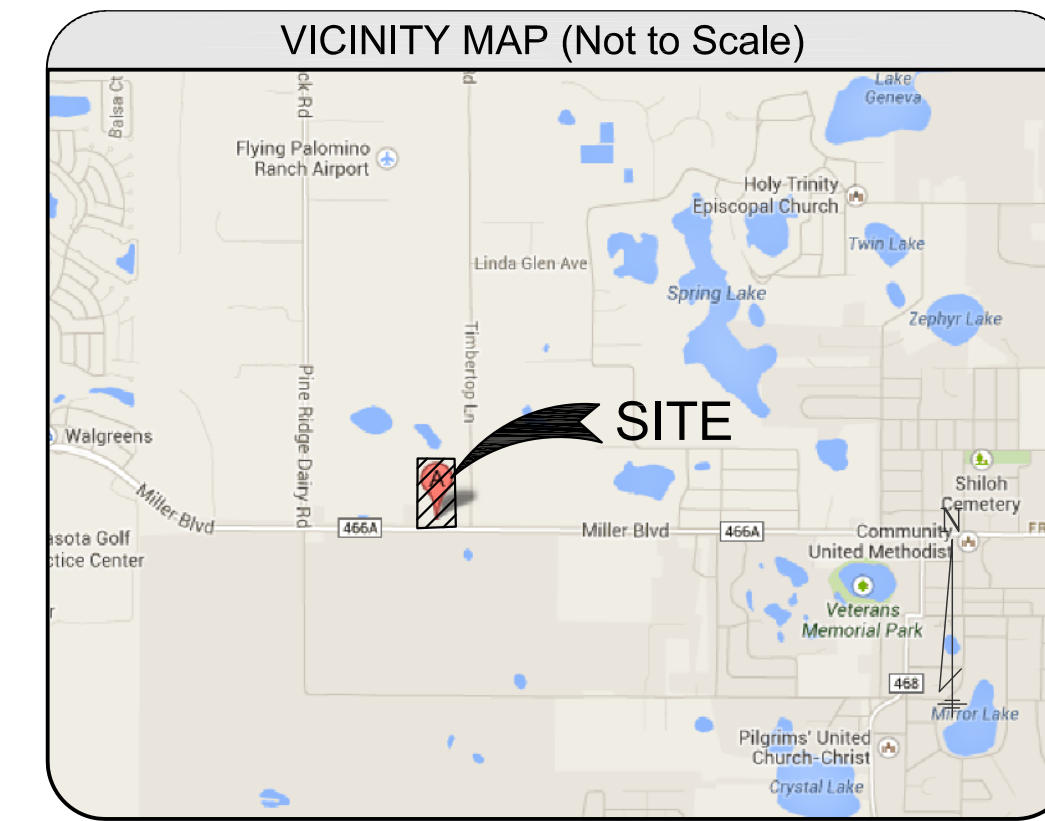 VICINITY MAP (Not to Scale)
Balsa Ct
ck Rd
Rd
Lake
Geneva
Flying Palomino
Ranch Airport
Holy Trinity
Episcopal Church
Twin Lake
Linda Glen Ave
Spring Lake
Zephyr Lake
Timbertop Ln
Pine Ridge Dairy Rd
SITE
Walgreens
A
Shiloh
Cemetery
Miller Blvd
466A
Miller Blvd
466A
N
Community
United Methodist
FR
asota Golf
ctice Center
r
Veterans
Memorial Park
468
Mirror Lake
Pilgrims' United
Church-Christ
Crystal Lake